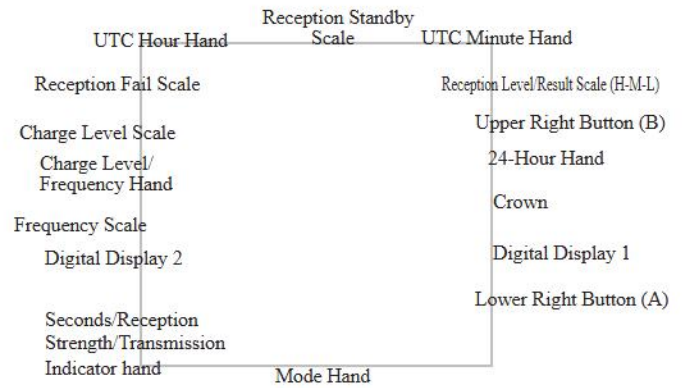 Reception Standby
Scale
UTC Hour Hand
UTC Minute Hand
Reception Fail Scale
Reception Level/Result Scale (H-M-L)
Charge Level Scale
Upper Right Button (B)
Charge Level/
Frequency Hand
24-Hour Hand
Crown
Frequency Scale
Digital Display 2
Digital Display 1
Lower Right Button (A)
Seconds/Reception
Strength/Transmission
Indicator hand
Mode Hand